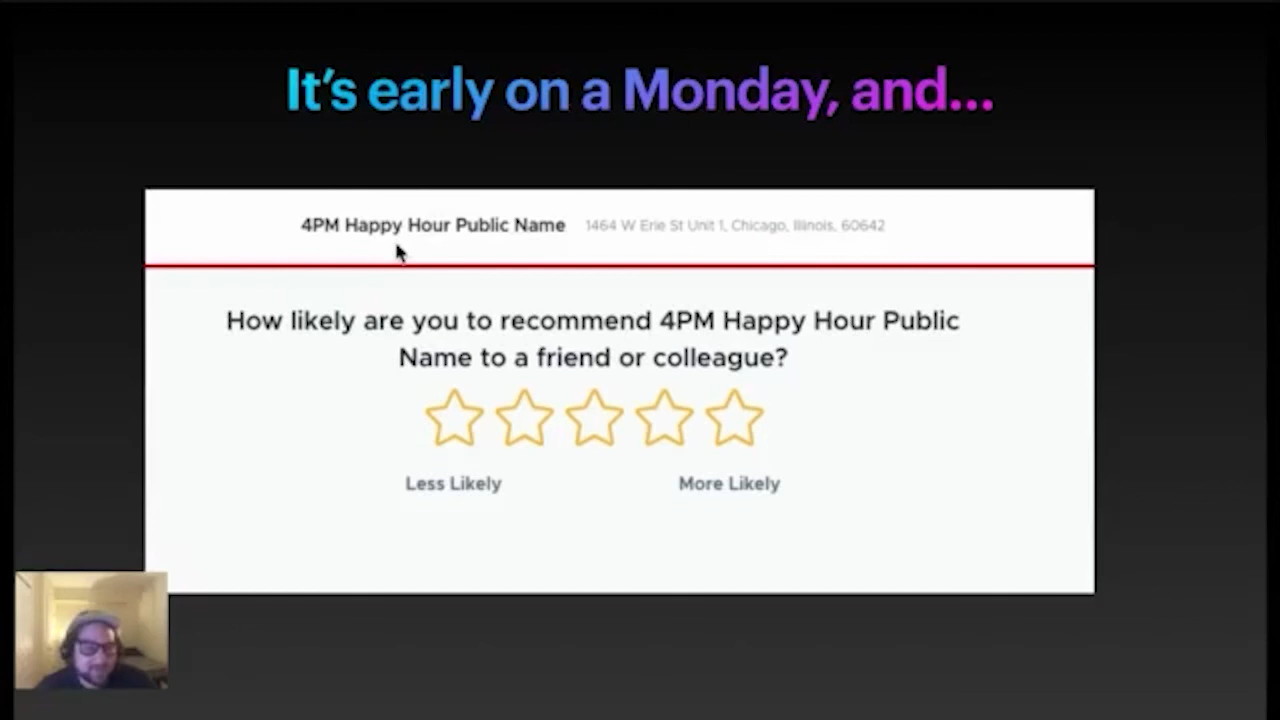 It's early on a Monday, and...
4PM Happy Hour Public Name 1464 W Erie St Unit 1, Chicago, Illinois, 60642
How likely are you to recommend 4PM Happy Hour Public
Name to a friend or colleague?
Less Likely More Likely